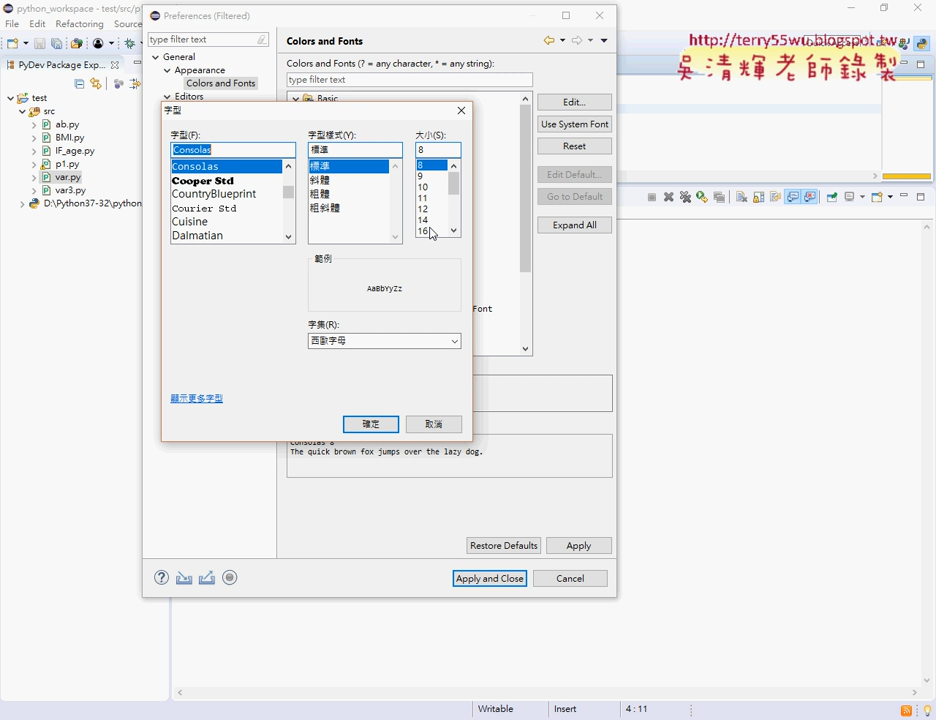 python_workspace - test/src/p
File Edit Refactoring Source
http://terry55wu.blogspot.tw
吳清輝老師錄製
PyDev Package Exp...
test
src
ab.py
BMI.py
IF_age.py
p1.py
var.py
var3.py
D:\Python37-32\python
Preferences (Filtered)
type filter text
General
Appearance
Colors and Fonts
Editors
Colors and Fonts
Colors and Fonts (? = any character, * = any string):
type filter text
Basic
Edit...
Use System Font
Reset
Edit Default...
Go to Default
Expand All
Font
字型
字型(F):
Consolas
Consolas
Cooper Std
CountryBlueprint
Courier Std
Cuisine
Dalmatian
字型樣式(Y):
標準
標準
斜體
粗體
粗斜體
大小(S):
8
8
9
10
11
12
14
16
範例
AaBbYyZz
字集(R):
西歐字母
顯示更多字型
確定
取消
Consolas 8
The quick brown fox jumps over the lazy dog.
Restore Defaults
Apply
Apply and Close
Cancel
Writable
Insert
4 : 11